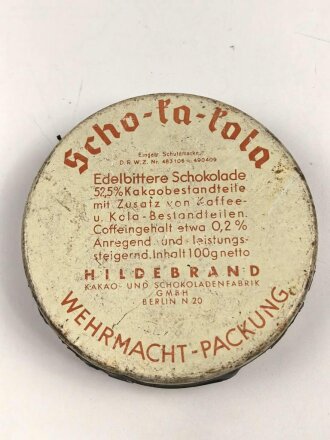 Scho-ka-kola
Eingetr. Schutzmarke
D.R.W.Z. Nr. 463106 u. 490409
Edelbittere Schokolade
52,5% Kakaobestandteile
mit Zusatz von Kaffee-
u. Kola-Bestandteilen.
Coffeingehalt etwa 0,2 %
Anregend und leistungs-
steigernd. Inhalt 100g netto
HILDEBRAND
KAKAO- UND SCHOKOLADENFABRIK
GMBH
BERLIN N 20
WEHRMACHT-PACKUNG